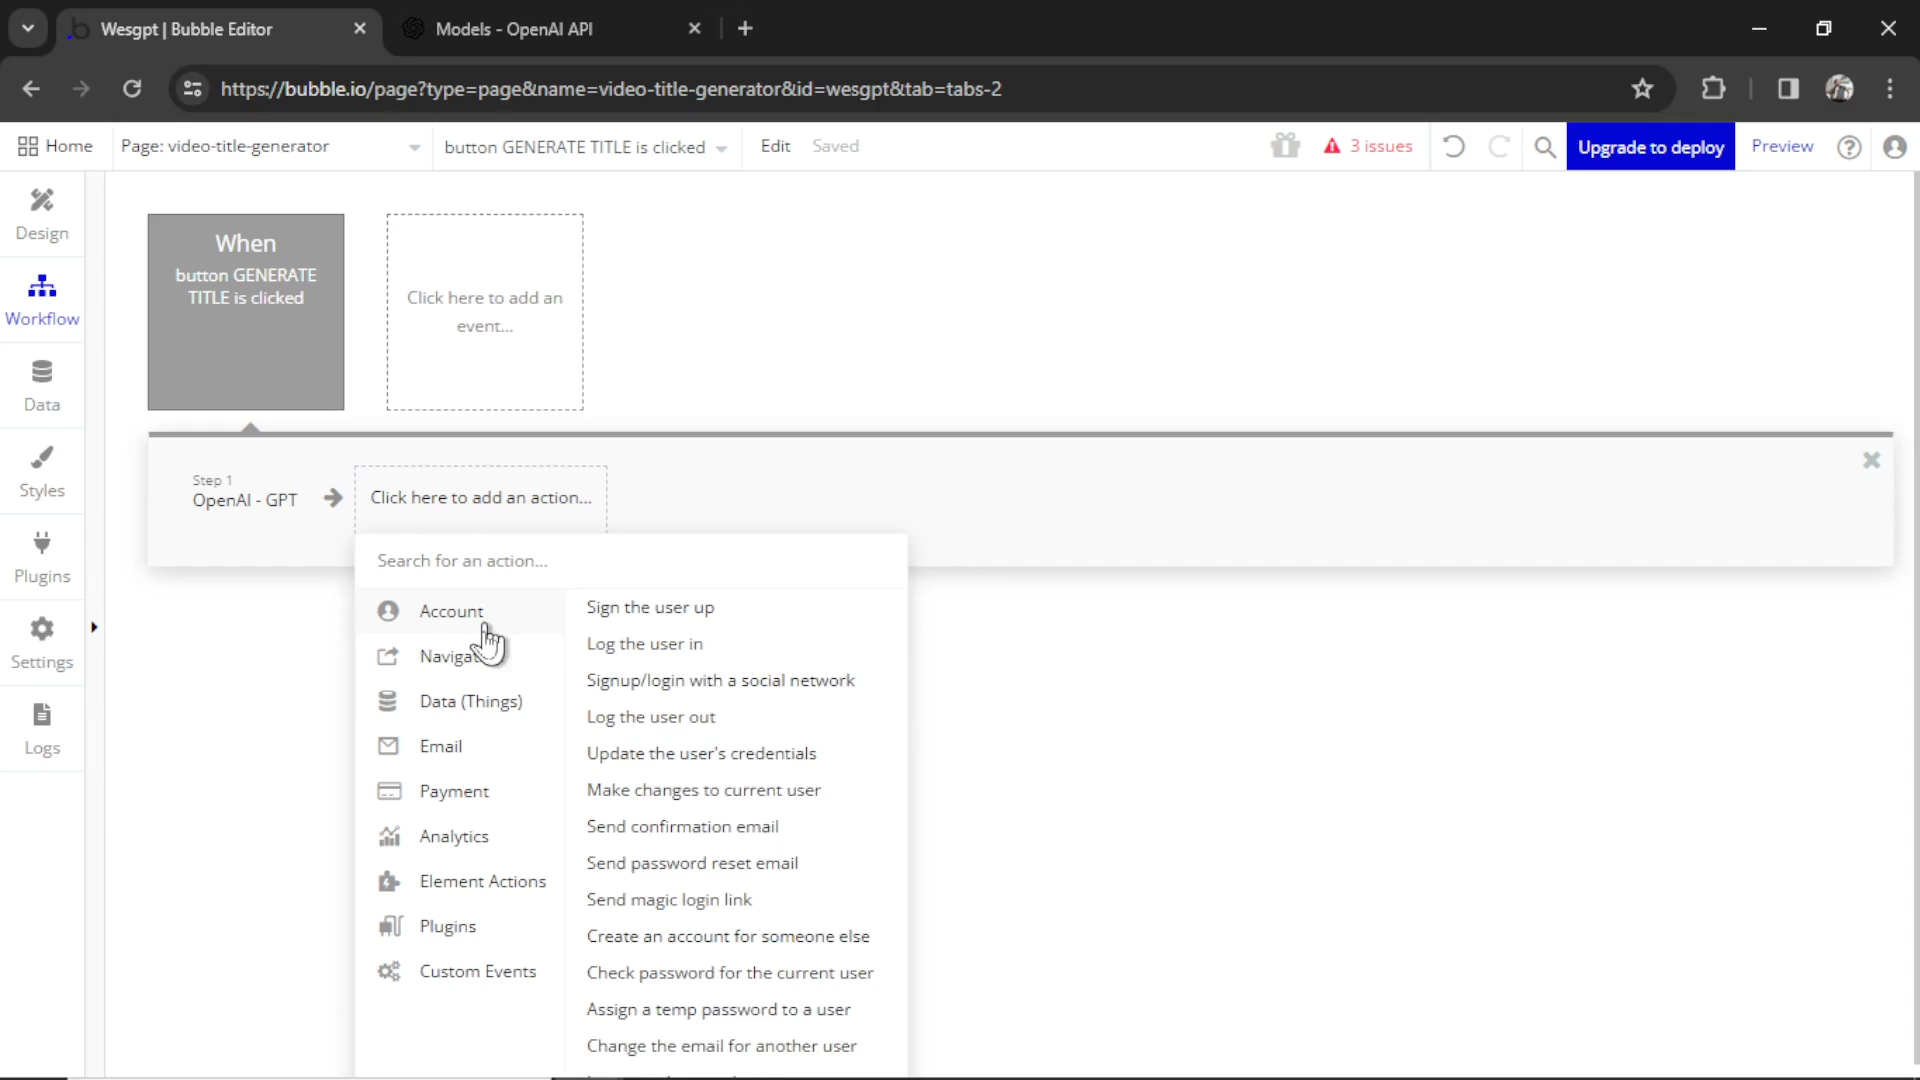 Wesgpt | Bubble Editor
Models - OpenAI API
https://bubble.io/page?type=page&name=video-title-generator&id=wesgpt&tab=tabs-2
Home
Page: video-title-generator
button GENERATE TITLE is clicked
Edit
Saved
3 issues
Upgrade to deploy
Preview
Design
Workflow
Data
Styles
Plugins
Settings
Logs
When
button GENERATE
TITLE is clicked
Click here to add an
event...
Step 1
OpenAI - GPT
Click here to add an action...
Search for an action...
Account
Data (Things)
Email
Payment
Analytics
Element Actions
Plugins
Custom Events
Sign the user up
Log the user in
Signup/login with a social network
Log the user out
Update the user's credentials
Make changes to current user
Send confirmation email
Send password reset email
Send magic login link
Create an account for someone else
Check password for the current user
Assign a temp password to a user
Change the email for another user